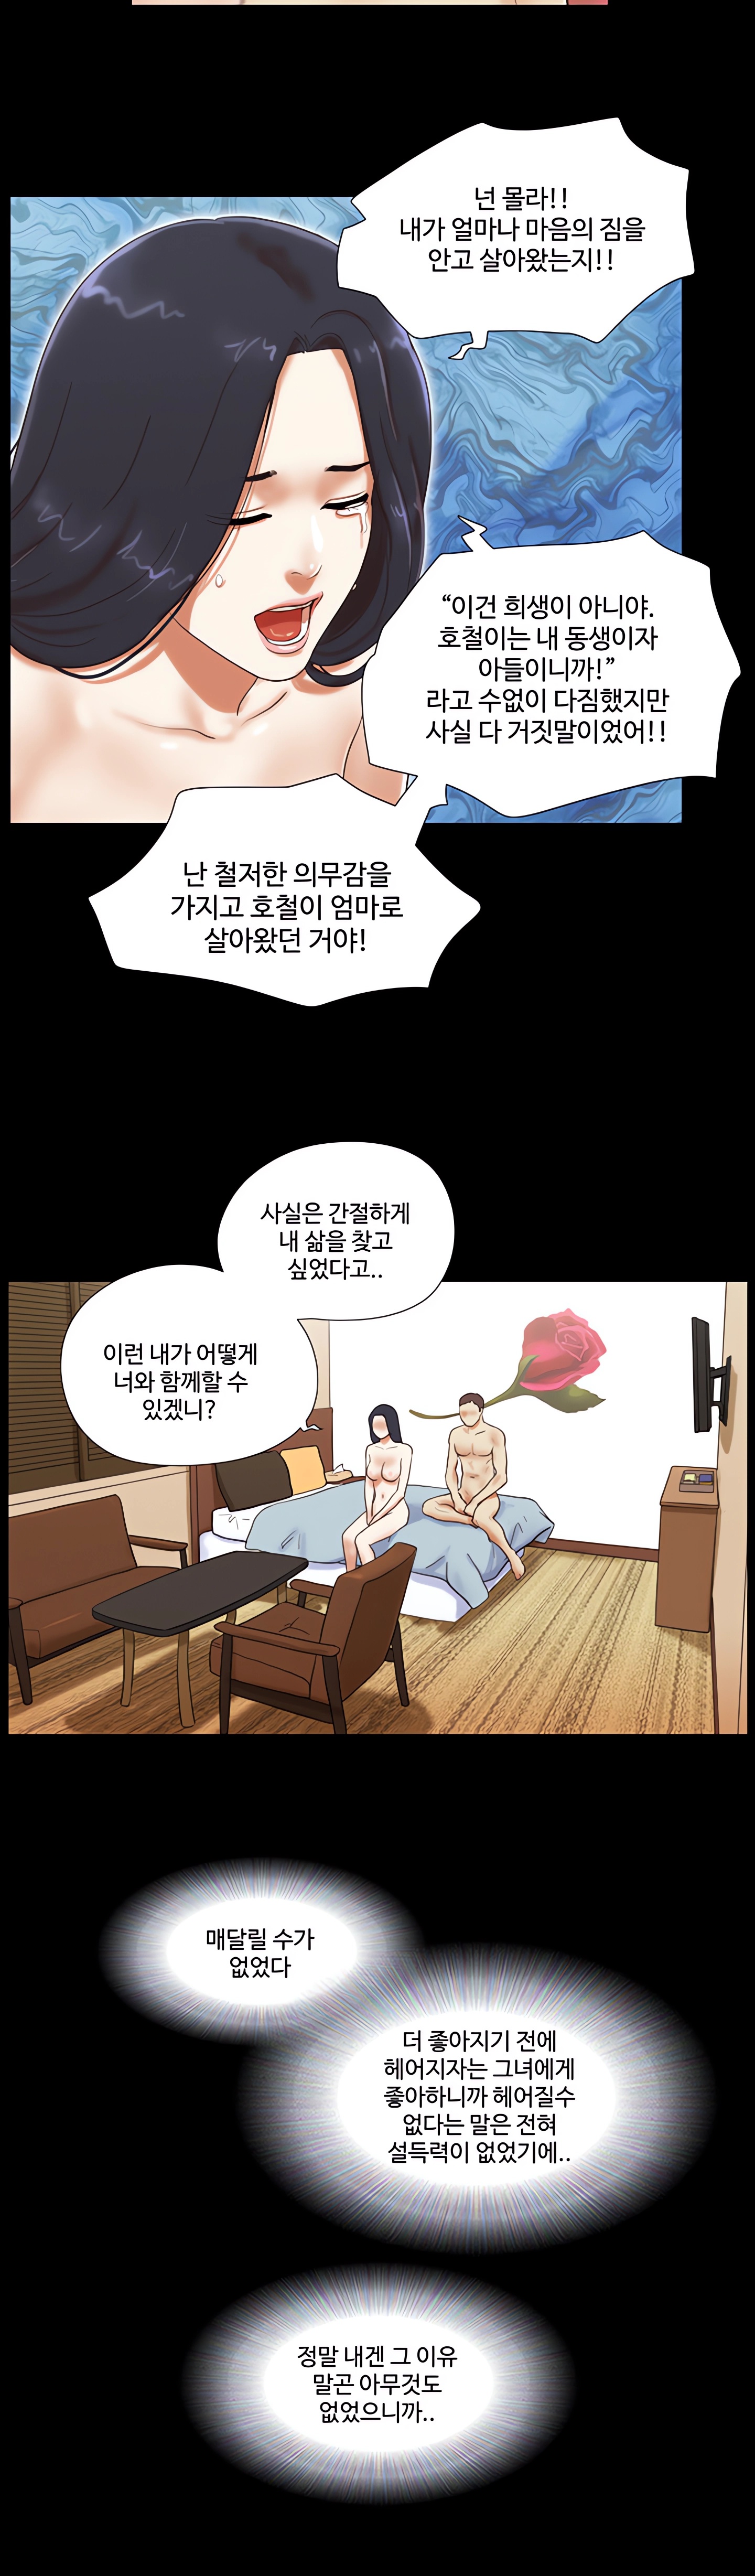 넌 몰라!!
내가 얼마나 마음의 짐을
안고 살아왔는지!!
“이건 희생이 아니야.
호철이는 내 동생이자
아들이니까!”
라고 수없이 다짐했지만
사실 다 거짓말이었어!!
난 철저한 의무감을
가지고 호철이 엄마로
살아왔던 거야!
사실은 간절하게
내 삶을 찾고
싶었다고..
이런 내가 어떻게
너와 함께할 수
있겠니?
매달릴 수가
없었다
더 좋아지기 전에
헤어지자는 그녀에게
좋아하니까 헤어질수
없다는 말은 전혀
설득력이 없었기에..
정말 내겐 그 이유
말곤 아무것도
없었으니까..